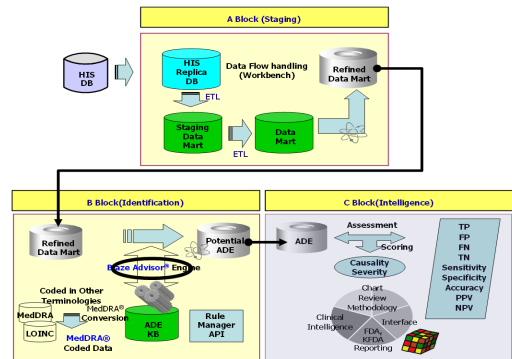 A Block (Staging)
HIS
DB
HIS
Replica
DB
Data Flow handling
(Workbench)
Refined
Data Mart
ETL
Staging
Data
Mart
ETL
Data
Mart
B Block(Identification)
C Block(Intelligence)
Refined
Data Mart
Potential
ADE
Blaze Advisor® Engine
Coded in Other
Terminologies
MedDRA
LOINC
MedDRA®
Conversion
MedDRA®
Coded Data
ADE
KB
Rule
Manager
API
ADE
Assessment
Scoring
Causality
Severity
Chart
Review
Methodology
Clinical
Intelligence
Interface
FDA,
KFDA
Reporting
TP
FP
FN
TN
Sensitivity
Specificity
Accuracy
PPV
NPV